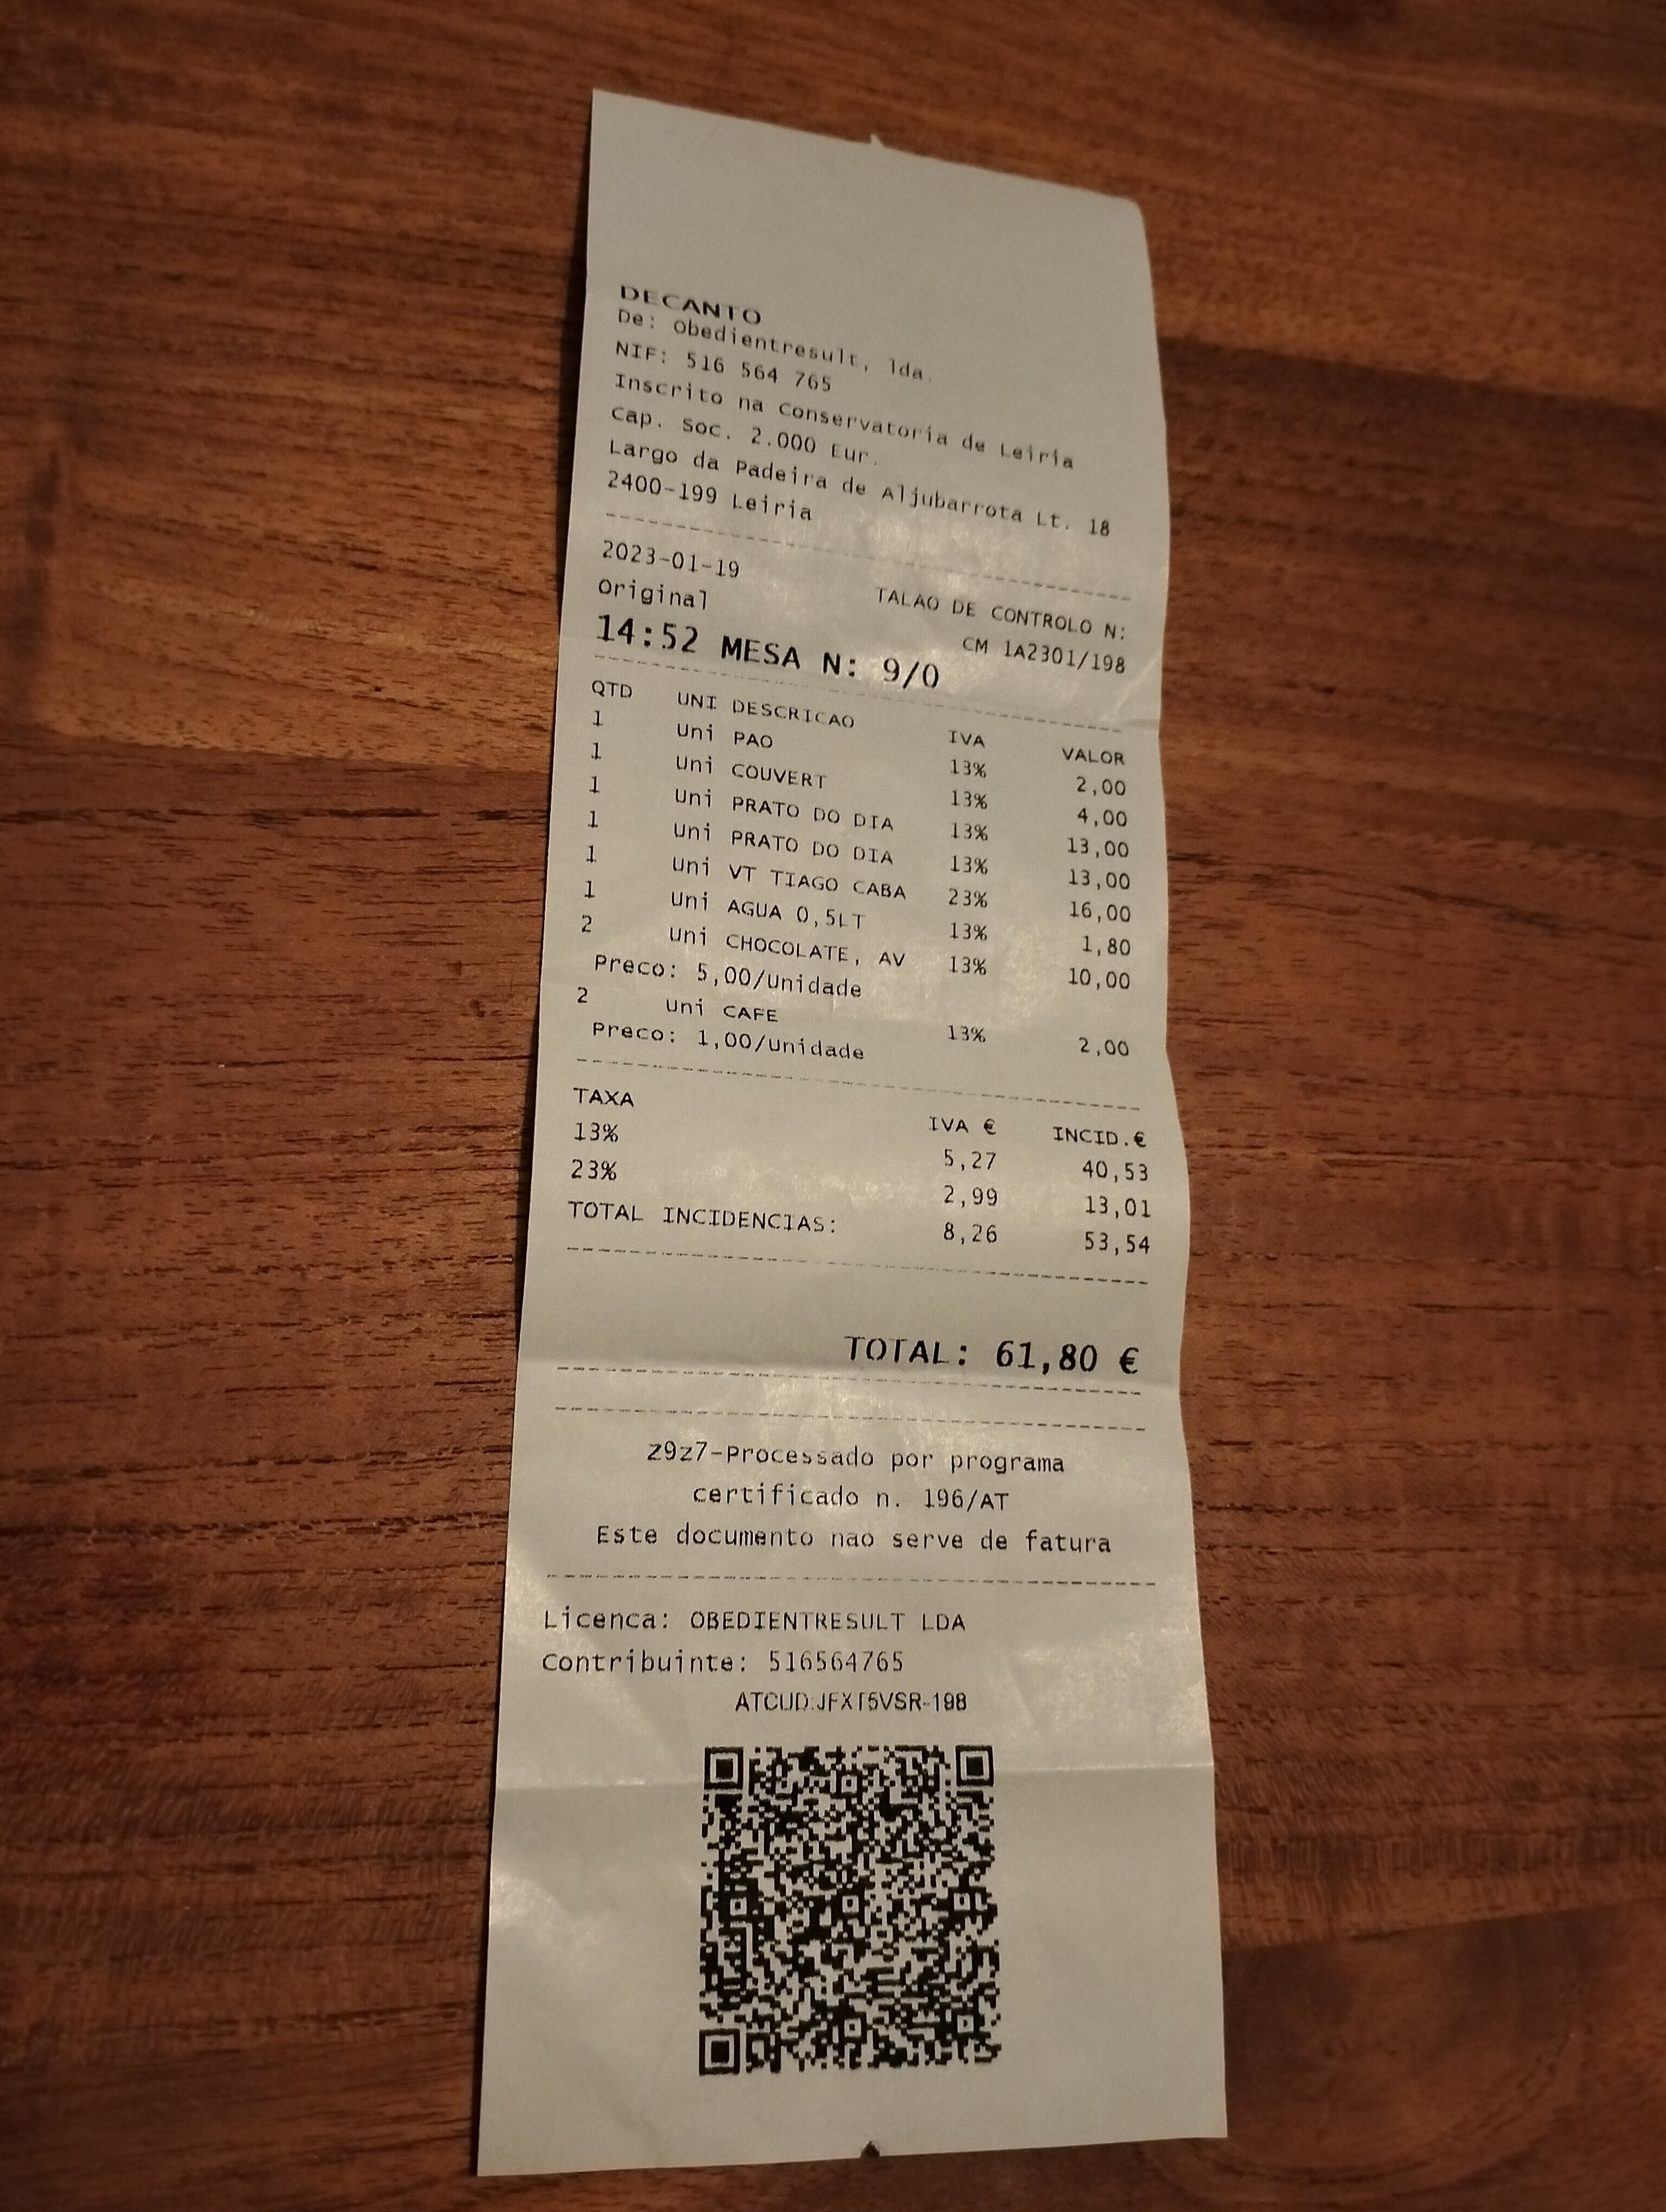 DECANTO
De: Obedientresult, lda.
NIF: 516 564 765
Inscrito na Conservatoria de Leiria
Cap. Soc. 2.000 Eur.
Largo da Padeira de Aljubarrota Lt. 18
2400-199 Leiria
2023-01-19 TALAO DE CONTROLO N:
Original CM 1A2301/198
14:52 MESA N: 9/0
QTD UNI DESCRICAO IVA VALOR
1 Uni PAO 13% 2,00
1 Uni COUVERT 13% 4,00
1 Uni PRATO DO DIA 13% 13,00
1 Uni PRATO DO DIA 13% 13,00
1 Uni VT TIAGO CABA 23% 16,00
1 Uni AGUA 0,5LT 13% 1,80
2 Uni CHOCOLATE, AV 13% 10,00
Preco: 5,00/Unidade
2 Uni CAFE 13% 2,00
Preco: 1,00/Unidade
TAXA IVA € INCID.€
13% 5,27 40,53
23% 2,99 13,01
TOTAL INCIDENCIAS: 8,26 53,54
TOTAL: 61,80 €
z9z7-Processado por programa
certificado n. 196/AT
Este documento nao serve de fatura
Licenca: OBEDIENTRESULT LDA
Contribuinte: 516564765
ATCUD:JFXT5VSR-198